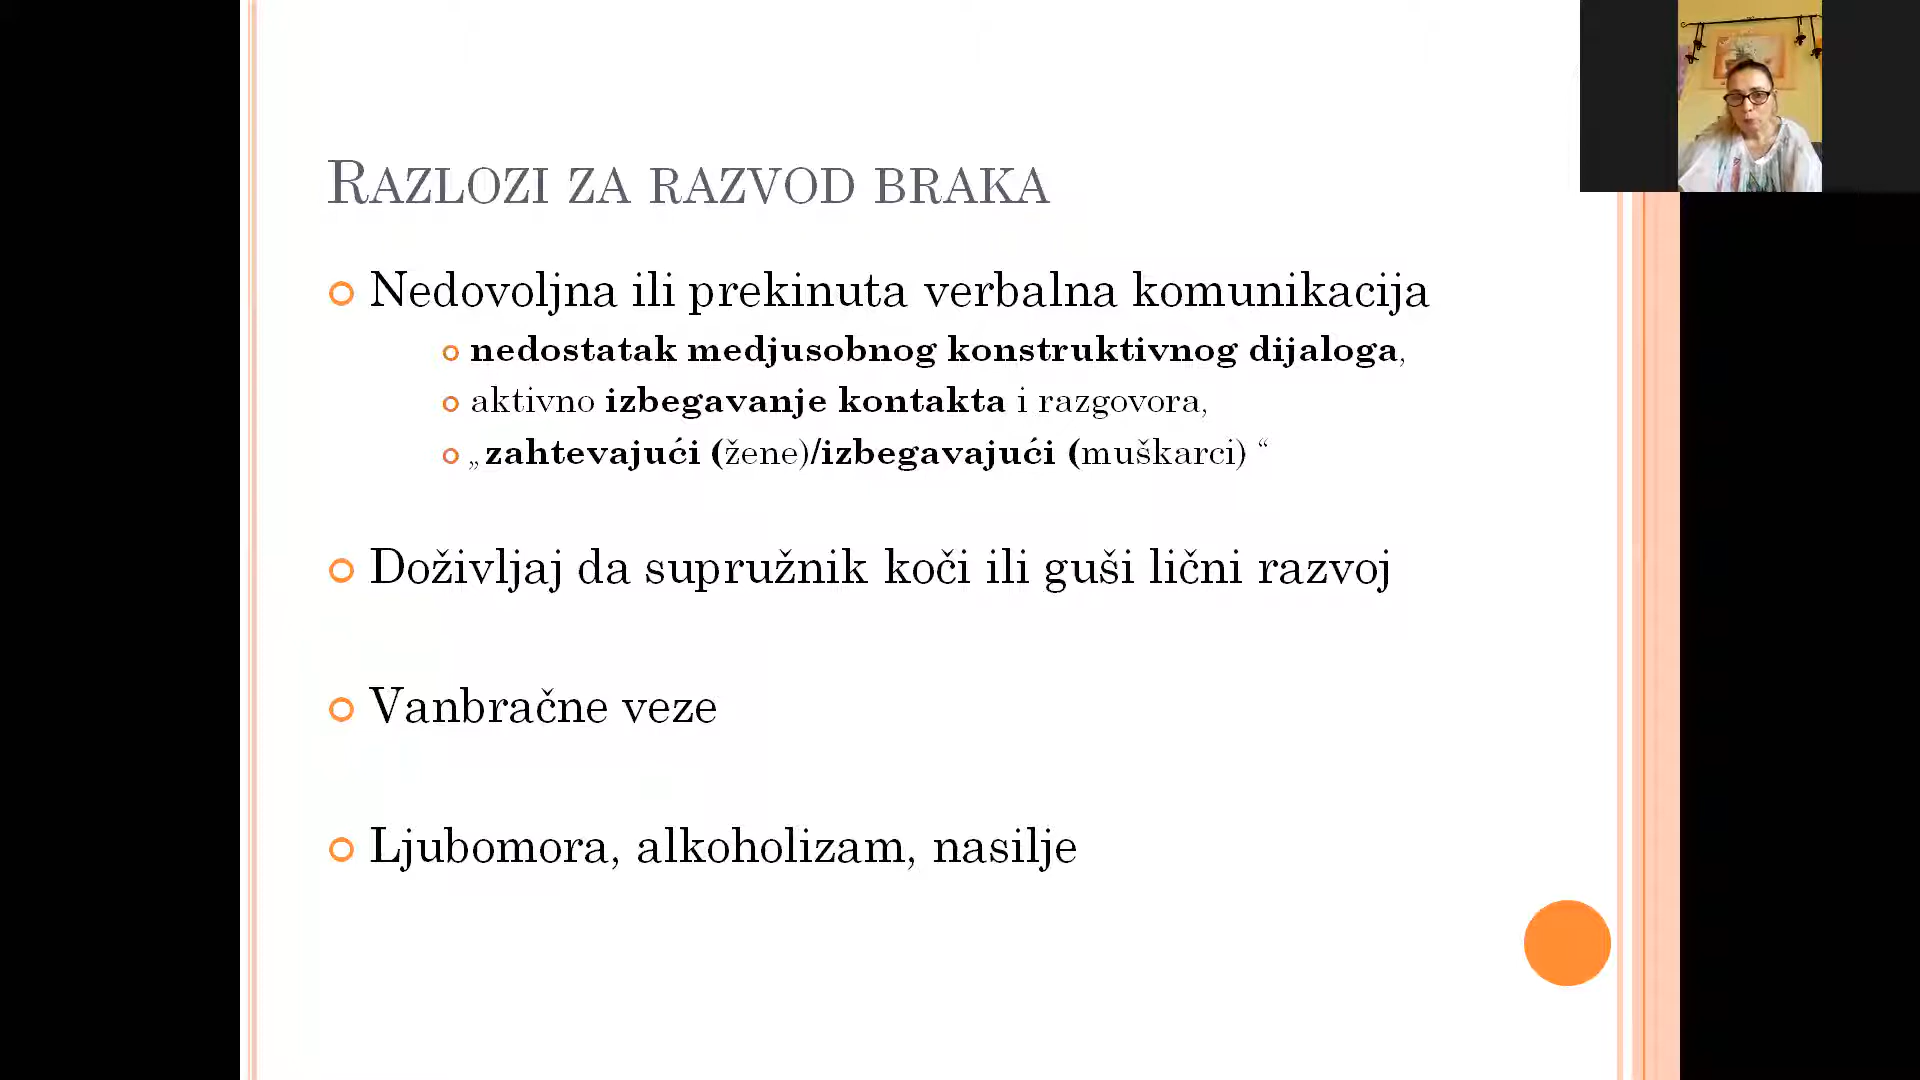 RAZLOZI ZA RAZVOD BRAKA
Nedovoljna ili prekinuta verbalna komunikacija
nedostatak medjusobnog konstruktivnog dijaloga,
aktivno izbegavanje kontakta i razgovora,
„zahtevajući (žene)/izbegavajući (muškarci) “
Doživljaj da supružnik koči ili guši lični razvoj
Vanbračne veze
Ljubomora, alkoholizam, nasilje